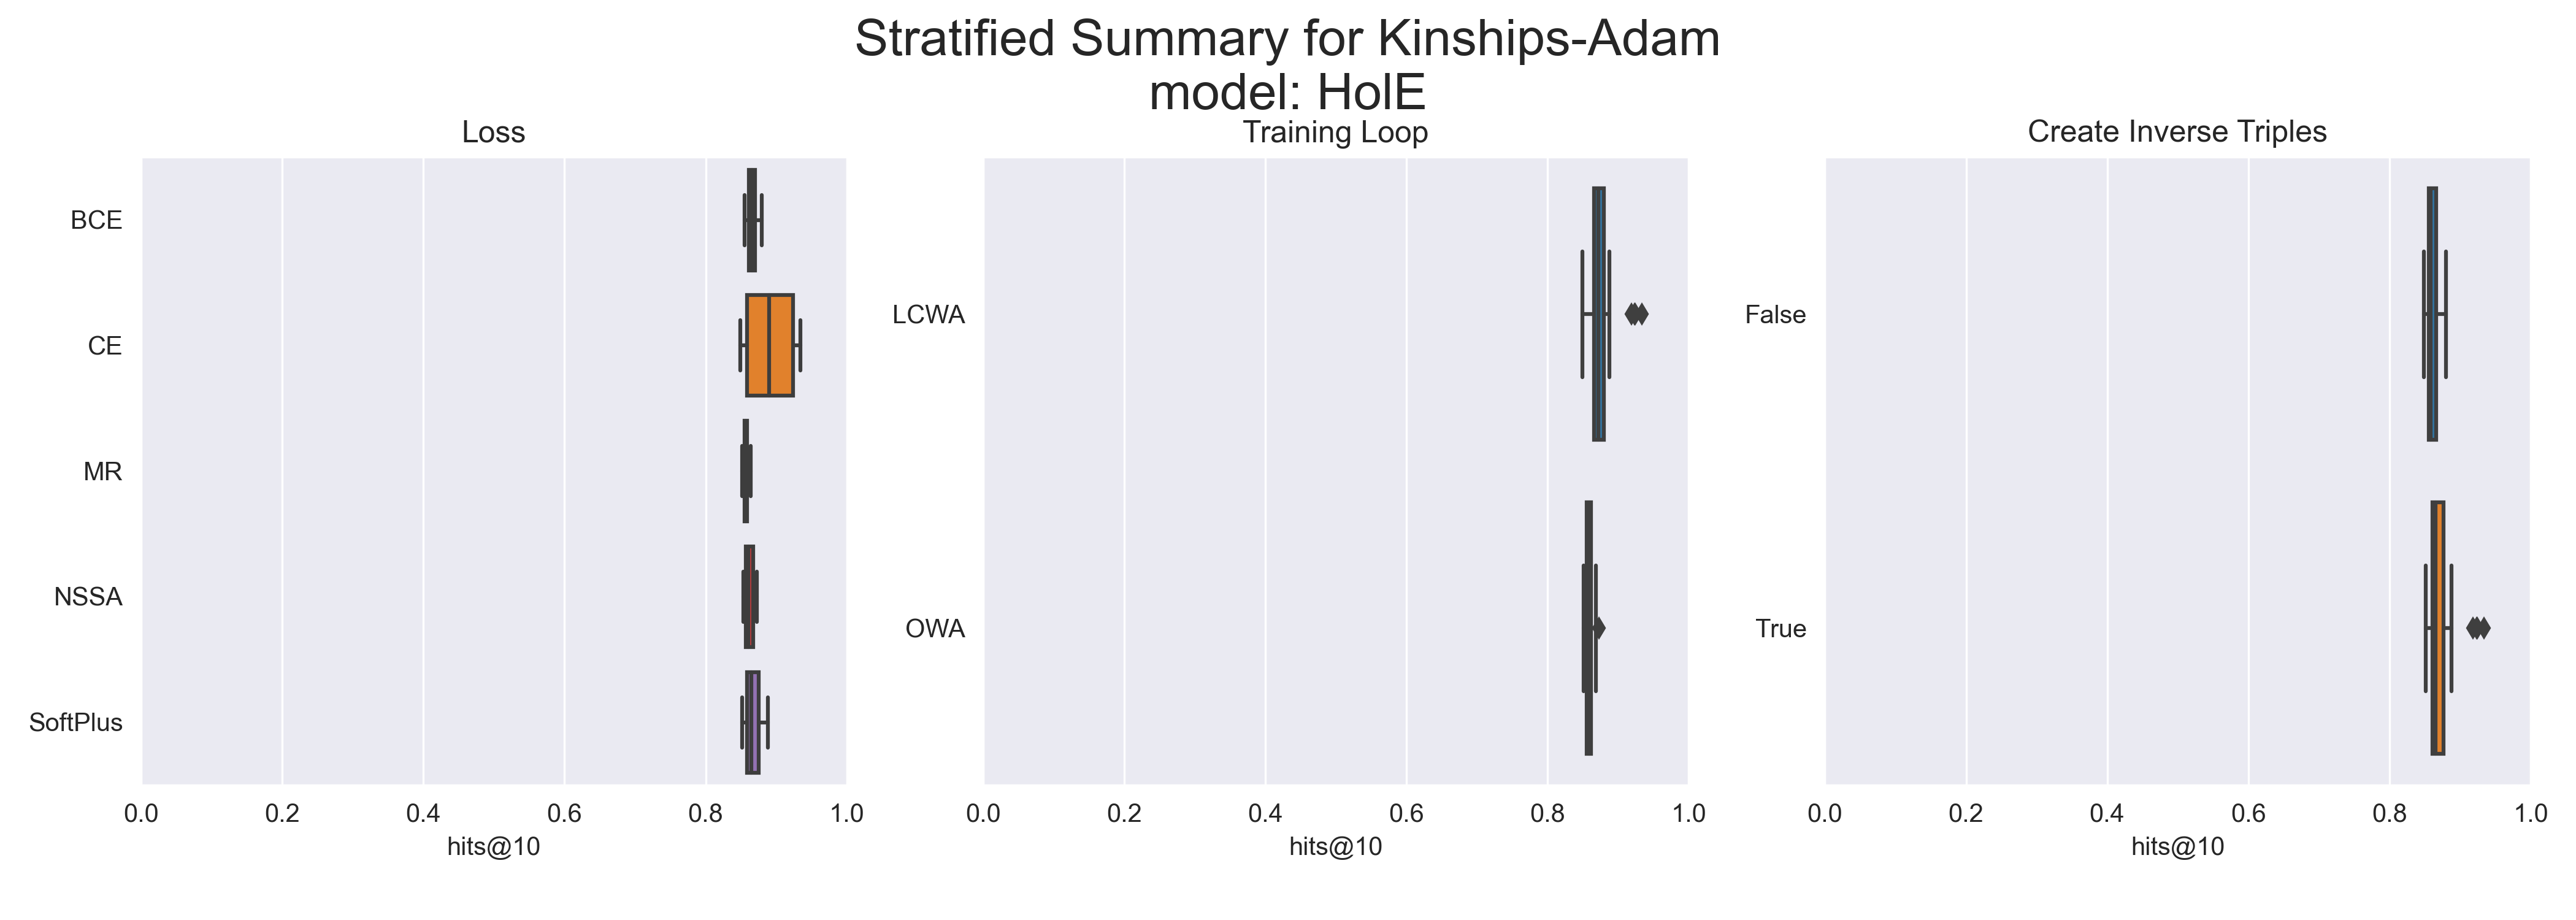 Stratified Summary for Kinships-Adam
model: HolE
Loss
BCE
CE
MR
NSSA
SoftPlus
0.0 0.2 0.4 0.6 0.8 1.0
hits@10
Training Loop
LCWA
OWA
0.0 0.2 0.4 0.6 0.8 1.0
hits@10
Create Inverse Triples
False
True
0.0 0.2 0.4 0.6 0.8 1.0
hits@10